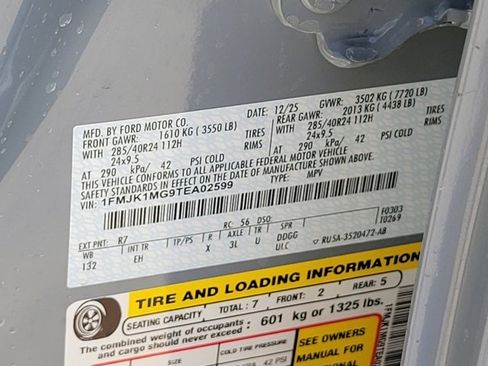 MFD. BY FORD MOTOR CO.
DATE: 12/25 GVWR: 3502 KG ( 7720 LB)
FRONT GAWR: 1610 KG ( 3550 LB) REAR GAWR: 2013 KG ( 4438 LB)
WITH 285/40R24 112H TIRES WITH 285/40R24 112H TIRES
24x9.5 24x9.5
AT 290 kPa/ 42 PSI COLD AT 290 kPa/ 42 PSI COLD
THIS VEHICLE CONFORMS TO ALL APPLICABLE FEDERAL MOTOR VEHICLE
SAFETY STANDARDS IN EFFECT ON THE DATE OF MANUFACTURE SHOWN ABOVE.
VIN: 1FMJK1MG9TEA02599
TYPE: MPV
F0303
T0269
EXT PNT: R7 RC: 56 DSO:
WB INT TR TP/PS R AXLE TR SPR
132 EH X 3L U DDGG
ULC RU5A-3520472-AB
TIRE AND LOADING INFORMATION
SEATING CAPACITY TOTAL: 7 FRONT: 2 REAR: 5
The combined weight of occupants and cargo should never exceed: 601 kg or 1325 lbs.
SIZE COLD TIRE PRESSURE
42 PSI
SEE OWNERS
MANUAL FOR